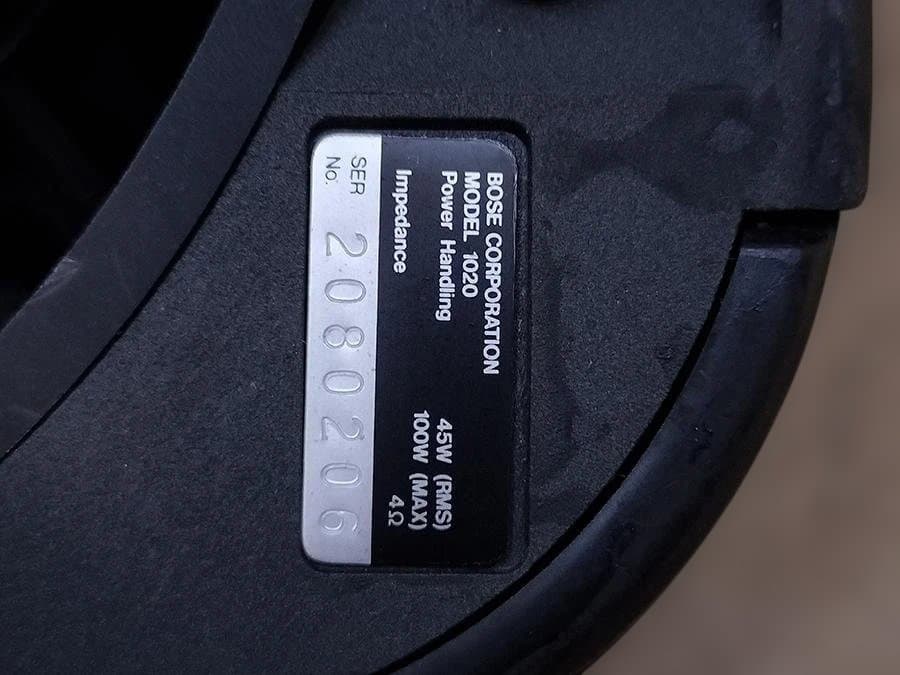 BOSE CORPORATION
MODEL 1020
Power Handling 45W (RMS)
100W (MAX)
Impedance 4Ω
SER
No. 2080206